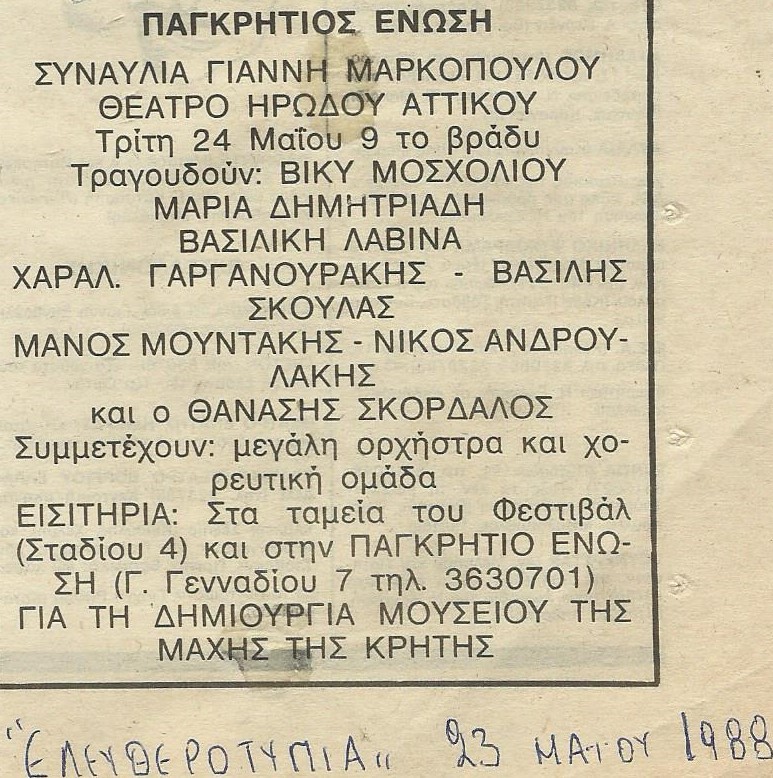 ΠΑΓΚΡΗΤΙΟΣ ΕΝΩΣΗ
ΣΥΝΑΥΛΙΑ ΓΙΑΝΝΗ ΜΑΡΚΟΠΟΥΛΟΥ
ΘΕΑΤΡΟ ΗΡΩΔΟΥ ΑΤΤΙΚΟΥ
Τρίτη 24 Μαΐου 9 το βράδυ
Τραγουδούν: ΒΙΚΥ ΜΟΣΧΟΛΙΟΥ
ΜΑΡΙΑ ΔΗΜΗΤΡΙΑΔΗ
ΒΑΣΙΛΙΚΗ ΛΑΒΙΝΑ
ΧΑΡΑΛ. ΓΑΡΓΑΝΟΥΡΑΚΗΣ - ΒΑΣΙΛΗΣ
ΣΚΟΥΛΑΣ
ΜΑΝΟΣ ΜΟΥΝΤΑΚΗΣ - ΝΙΚΟΣ ΑΝΔΡΟΥ-
ΛΑΚΗΣ
και ο ΘΑΝΑΣΗΣ ΣΚΟΡΔΑΛΟΣ
Συμμετέχουν: μεγάλη ορχήστρα και χο-
ρευτική ομάδα
ΕΙΣΙΤΗΡΙΑ: Στα ταμεία του Φεστιβάλ
(Σταδίου 4) και στην ΠΑΓΚΡΗΤΙΟ ΕΝΩ-
ΣΗ (Γ. Γενναδίου 7 τηλ. 3630701)
ΓΙΑ ΤΗ ΔΗΜΙΟΥΡΓΙΑ ΜΟΥΣΕΙΟΥ ΤΗΣ
ΜΑΧΗΣ ΤΗΣ ΚΡΗΤΗΣ
"ΕΛΕΥΘΕΡΟΤΥΠΙΑ" 23 ΜΑΪΟΥ 1988